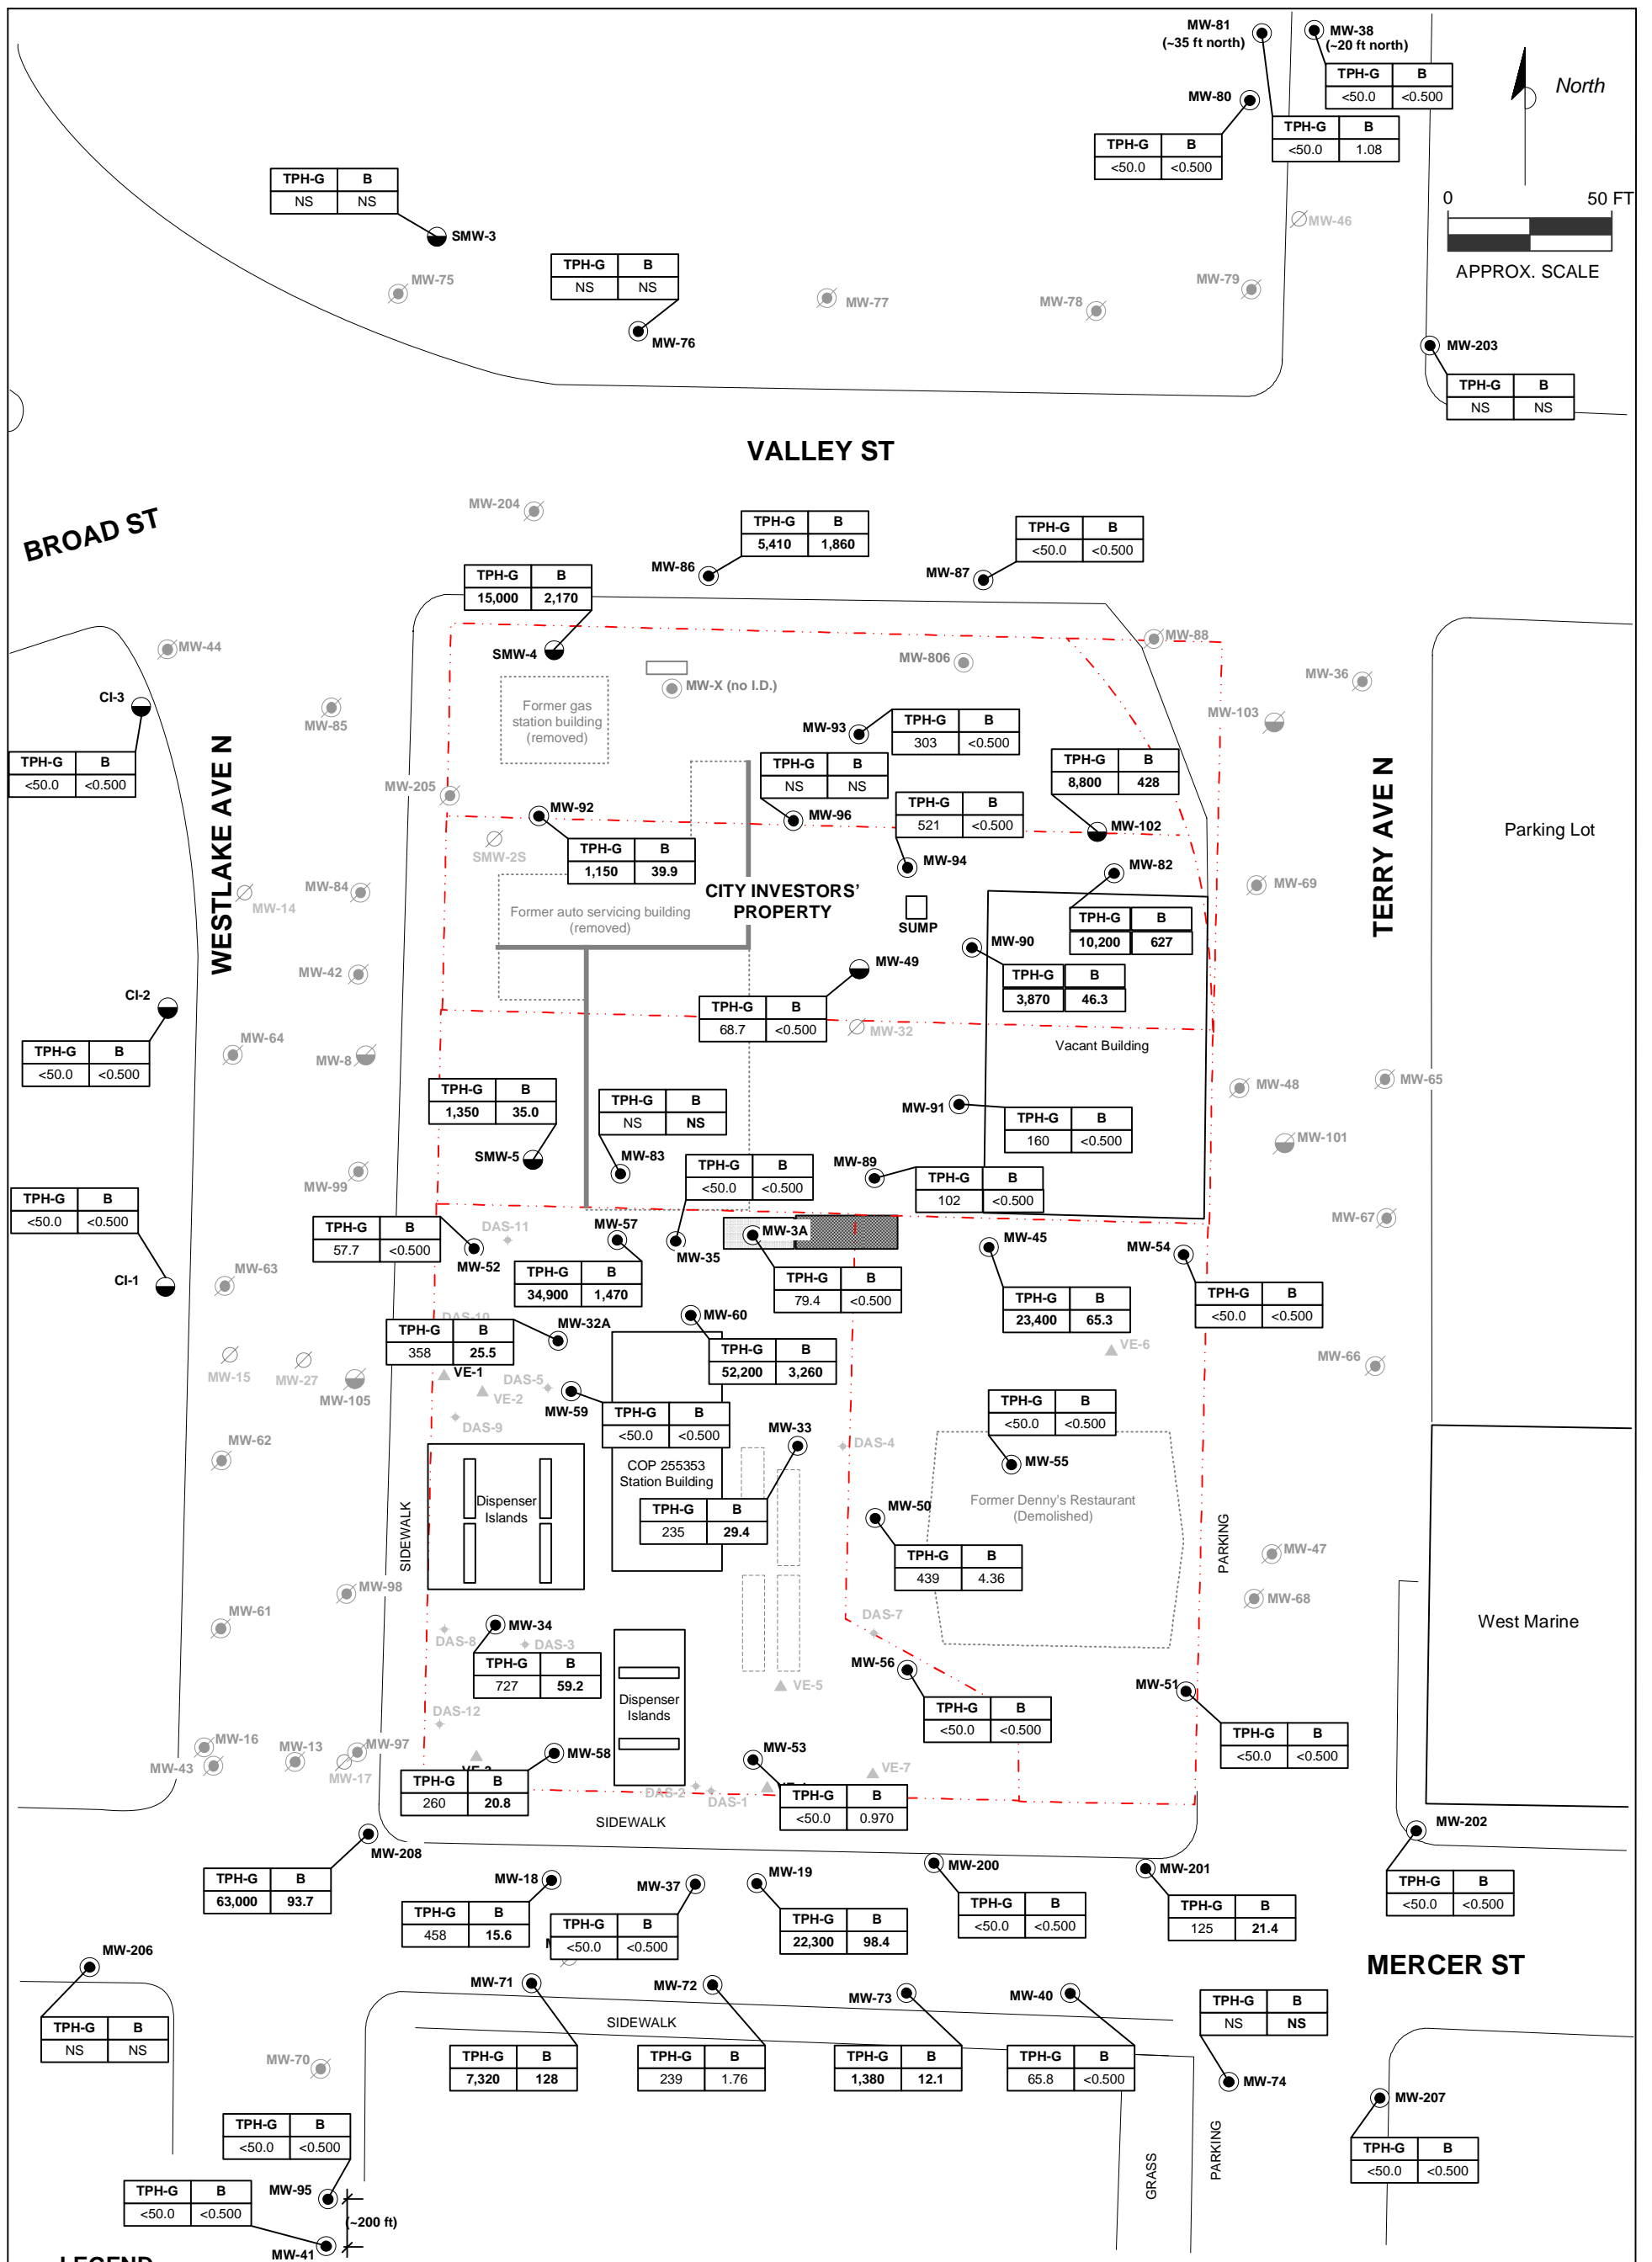 MW-81
(~35 ft north)
MW-38
(~20 ft north)
TPH-G B
<50.0 <0.500
North
MW-80
TPH-G B
<50.0 <0.500
TPH-G B
<50.0 1.08
0 50 FT
APPROX. SCALE
TPH-G B
NS NS
SMW-3
MW-46
TPH-G B
NS NS
MW-75
MW-77
MW-78
MW-79
MW-76
MW-203
TPH-G B
NS NS
VALLEY ST
BROAD ST
MW-204
TPH-G B
5,410 1,860
MW-86
TPH-G B
<50.0 <0.500
MW-87
TPH-G B
15,000 2,170
SMW-4
MW-44
MW-88
MW-806
MW-X (no I.D.)
MW-36
CI-3
MW-85
Former gas
station building
(removed)
MW-103
MW-93
TPH-G B
303 <0.500
TPH-G B
<50.0 <0.500
WESTLAKE AVE N
TPH-G B
NS NS
TPH-G B
8,800 428
MW-205
MW-92
MW-96
TPH-G B
521 <0.500
MW-102
TERRY AVE N
Parking Lot
SMW-2S
TPH-G B
1,150 39.9
MW-94
MW-82
MW-84
MW-14
CITY INVESTORS'
PROPERTY
MW-69
Former auto servicing building
(removed)
SUMP
TPH-G B
10,200 627
MW-90
MW-42
MW-49
TPH-G B
3,870 46.3
CI-2
TPH-G B
68.7 <0.500
MW-32
TPH-G B
<50.0 <0.500
MW-64
MW-8
Vacant Building
TPH-G B
1,350 35.0
TPH-G B
NS NS
MW-91
MW-48
MW-65
TPH-G B
160 <0.500
MW-101
SMW-5
MW-83
TPH-G B
<50.0 <0.500
MW-89
TPH-G B
102 <0.500
MW-99
TPH-G B
<50.0 <0.500
CI-1
TPH-G B
57.7 <0.500
MW-52
DAS-11
MW-57
MW-35
MW-3A
MW-45
MW-54
MW-67
TPH-G B
34,900 1,470
TPH-G B
79.4 <0.500
TPH-G B
23,400 65.3
TPH-G B
<50.0 <0.500
MW-63
DAS-10
TPH-G B
358 25.5
MW-32A
MW-60
TPH-G B
52,200 3,260
VE-6
MW-66
MW-15
MW-27
MW-105
VE-1
VE-2
DAS-5
MW-59
DAS-9
TPH-G B
<50.0 <0.500
MW-33
DAS-4
TPH-G B
<50.0 <0.500
MW-55
MW-62
COP 255353
Station Building
Dispenser
Islands
SIDEWALK
TPH-G B
235 29.4
MW-50
Former Denny's Restaurant
(Demolished)
PARKING
MW-47
TPH-G B
439 4.36
MW-98
MW-68
MW-61
DAS-8
MW-34
DAS-3
TPH-G B
727 59.2
DAS-7
West Marine
MW-56
TPH-G B
<50.0 <0.500
MW-51
TPH-G B
<50.0 <0.500
Dispenser
Islands
VE-5
DAS-12
MW-16
MW-43
MW-13
MW-97
MW-17
MW-58
TPH-G B
260 20.8
MW-53
TPH-G B
<50.0 0.970
DAS-2
DAS-1
VE-7
SIDEWALK
MW-202
TPH-G B
<50.0 <0.500
MW-208
TPH-G B
63,000 93.7
MW-18
TPH-G B
458 15.6
MW-37
TPH-G B
<50.0 <0.500
MW-19
TPH-G B
22,300 98.4
MW-200
TPH-G B
<50.0 <0.500
MW-201
TPH-G B
125 21.4
MERCER ST
MW-206
TPH-G B
NS NS
MW-71
TPH-G B
7,320 128
MW-72
TPH-G B
239 1.76
MW-73
TPH-G B
1,380 12.1
MW-40
TPH-G B
65.8 <0.500
SIDEWALK
TPH-G B
NS NS
MW-74
MW-70
MW-207
TPH-G B
<50.0 <0.500
TPH-G B
<50.0 <0.500
GRASS
PARKING
MW-95
TPH-G B
<50.0 <0.500
(~200 ft)
MW-41
LEGEND